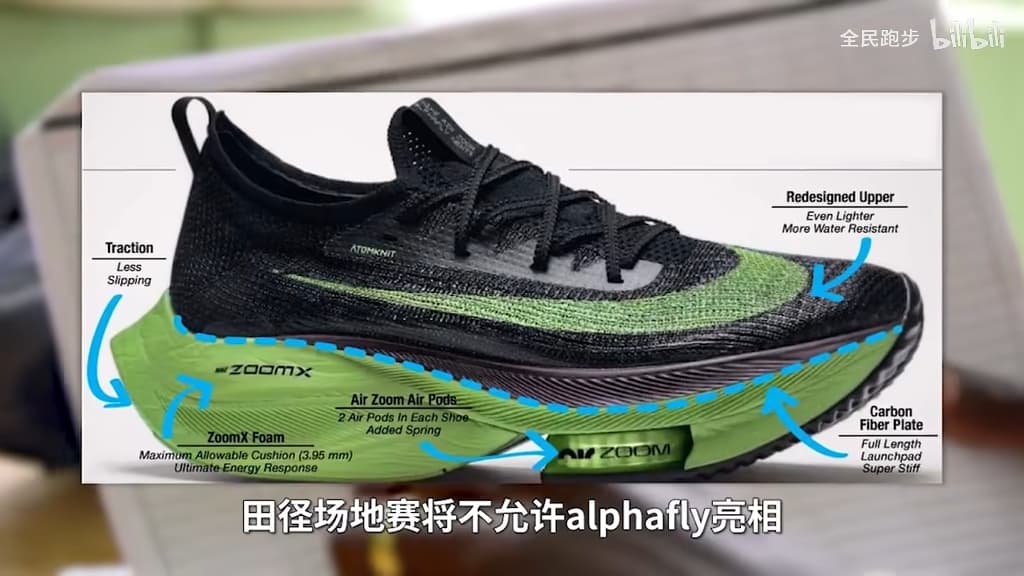 全民跑步 bilibili
Redesigned Upper
Even Lighter
More Water Resistant
Traction
Less
Slipping
ATOMKNIT
ZOOMX
Air Zoom Air Pods
2 Air Pods In Each Shoe
Added Spring
Carbon
Fiber Plate
Full Length
Launchpad
Super Stiff
ZoomX Foam
Maximum Allowable Cushion (3.95 mm)
Ultimate Energy Response
AIR ZOOM
田径场地赛将不允许alphafly亮相